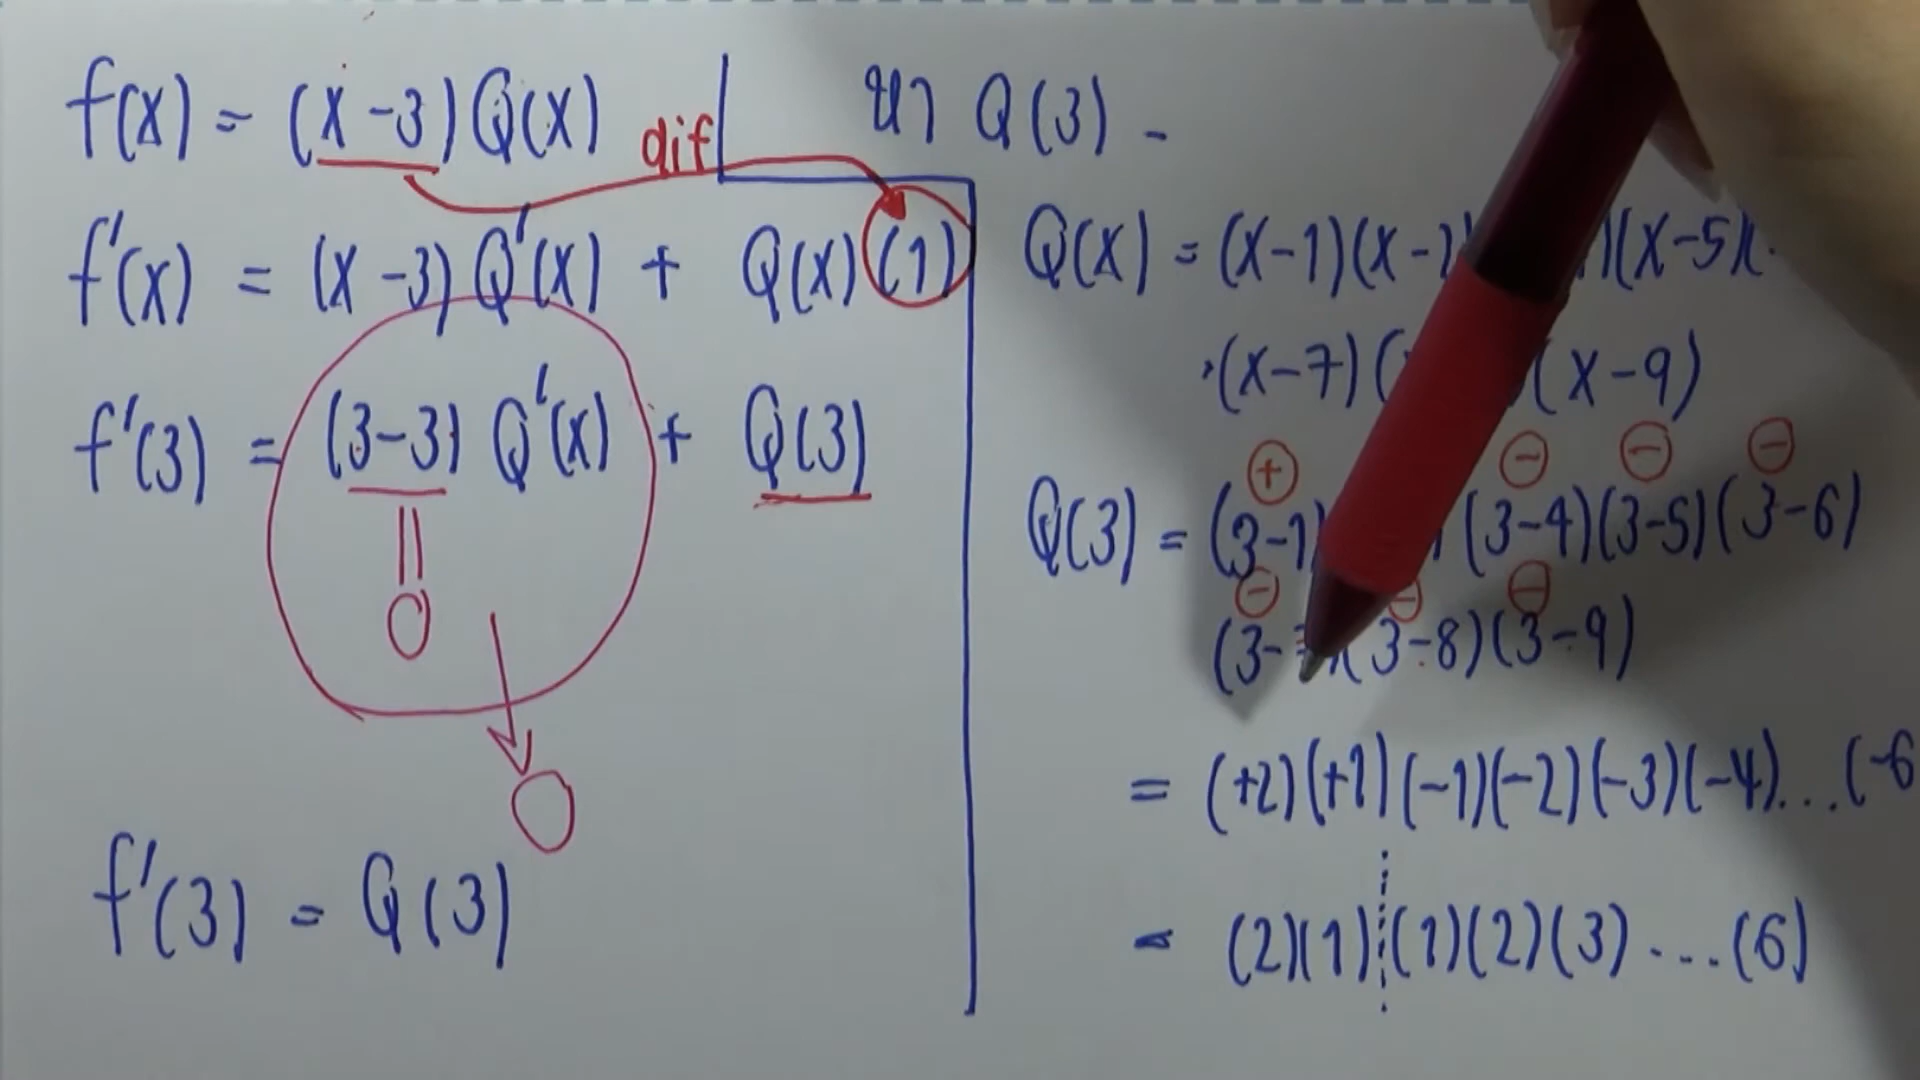 f(x) = (x-3)Q(x)
dif
f'(x) = (x-3)Q'(x) + Q(x)(1)
f'(3) = (3-3)Q'(x) + Q(3)
0
0
f'(3) = Q(3)
หา Q(3) -
Q(x) = (x-1)(x-2) )(x-5)(.
·(x-7)( (x-9)
+ - - -
Q(3) = (3-1) (3-4)(3-5)(3-6)
- - -
(3- )(3-8)(3-9)
= (+2)(+1)(-1)(-2)(-3)(-4)...(-6
= (2)(1)(1)(2)(3)....(6)